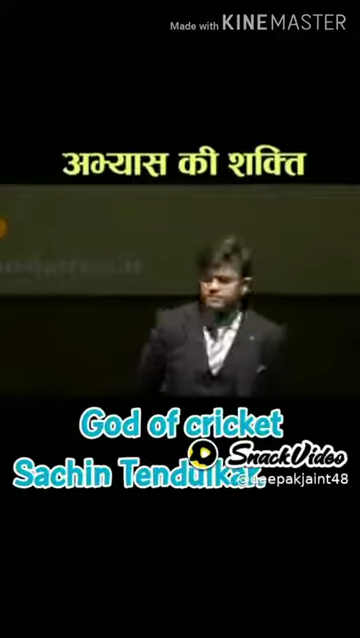 Made with KINEMASTER
अभ्यास की शक्ति
God of cricket
SnackVideo
Sachin Tendulkar
@deepakjaint48